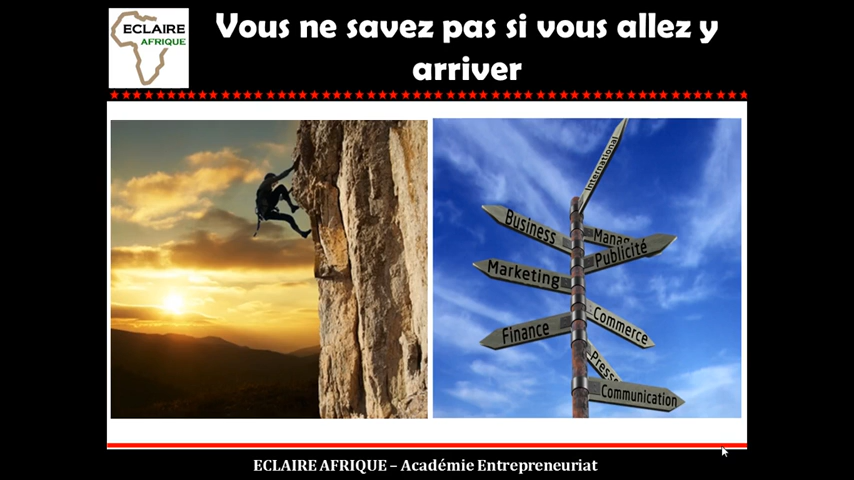 ECLAIRE
AFRIQUE
Vous ne savez pas si vous allez y
arriver
International
Business
Publicité
Marketing
Commerce
Finance
Communication
ECLAIRE AFRIQUE – Académie Entrepreneuriat